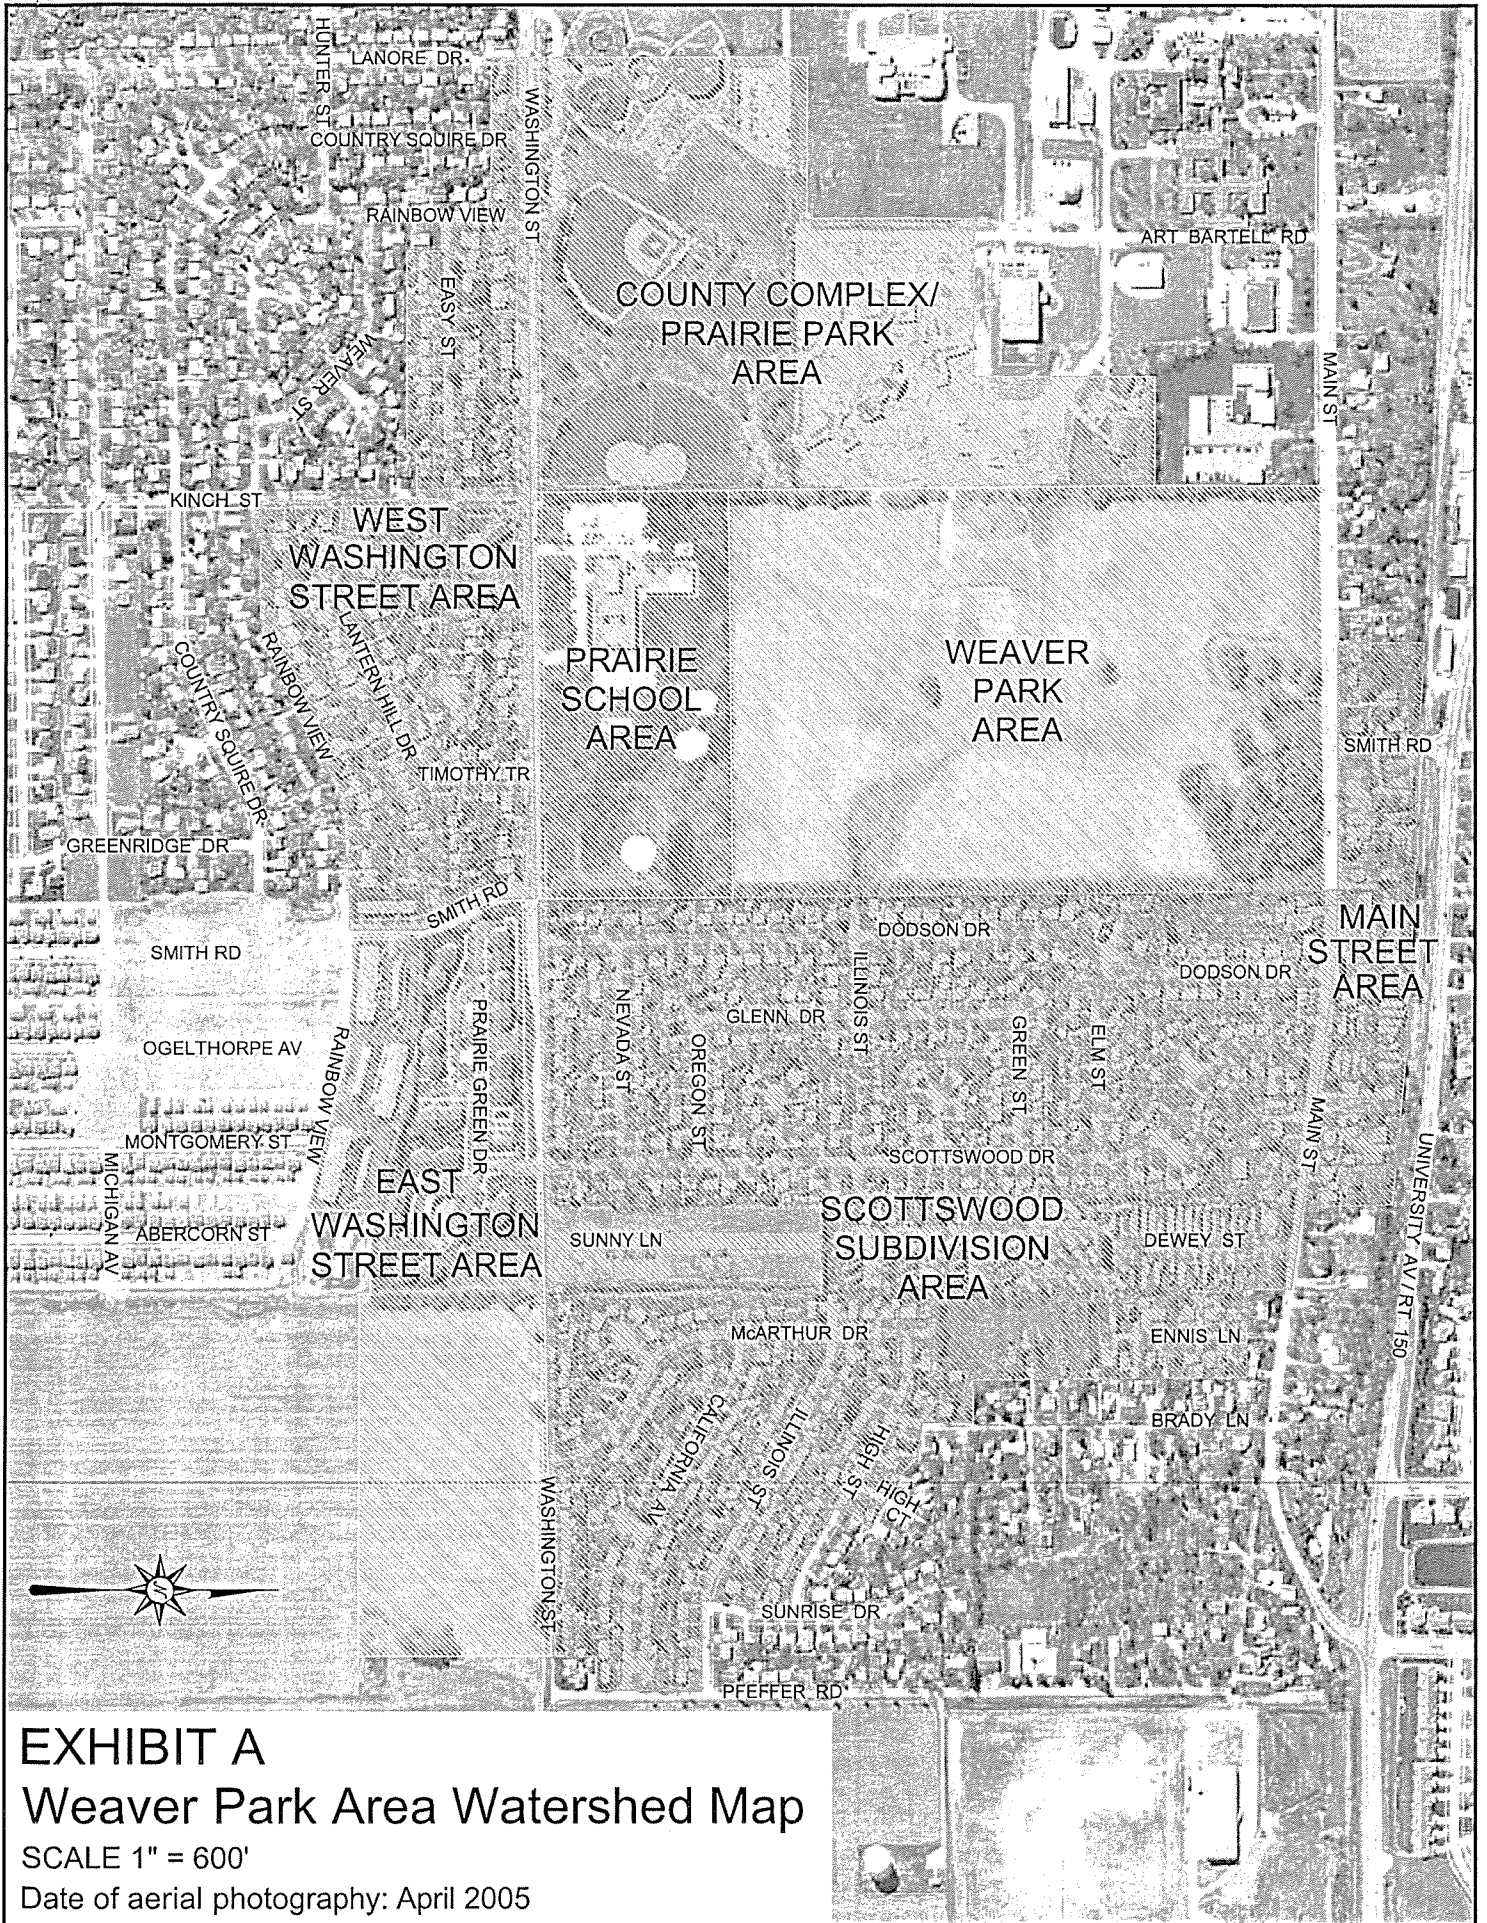 HUNTER ST
LANORE DR.
COUNTRY SQUIRE DR
RAINBOW VIEW
WASHINGTON ST
EASY ST
WEAVER ST
ART BARTELL RD
COUNTY COMPLEX/
PRAIRIE PARK
AREA
MAIN ST
KINCH ST
WEST
WASHINGTON
STREET AREA
LANTERN HILL DR
RAINBOW VIEW
COUNTRY SQUIRE DR
TIMOTHY TR
PRAIRIE
SCHOOL
AREA
WEAVER
PARK
AREA
SMITH RD
GREENRIDGE DR
SMITH RD
SMITH RD
DODSON DR
DODSON DR
MAIN
STREET
AREA
NEVADA ST
OREGON ST
GLENN DR
ILLINOIS ST
GREEN ST
ELM ST
PRAIRIE GREEN DR
OGELTHORPE AV
RAINBOW VIEW
MONTGOMERY ST
MICHIGAN AV
ABERCORN ST
EAST
WASHINGTON
STREET AREA
SCOTTSWOOD DR
MAIN ST
UNIVERSITY AV / RT 150
SUNNY LN
SCOTTSWOOD
SUBDIVISION
AREA
DEWEY ST
McARTHUR DR
ENNIS LN
BRADY LN
CALIFORNIA AV
ILLINOIS ST
HIGH ST
HIGH
CT
WASHINGTON ST
N
SUNRISE DR
PFEFFER RD
EXHIBIT A
Weaver Park Area Watershed Map
SCALE 1" = 600'
Date of aerial photography: April 2005